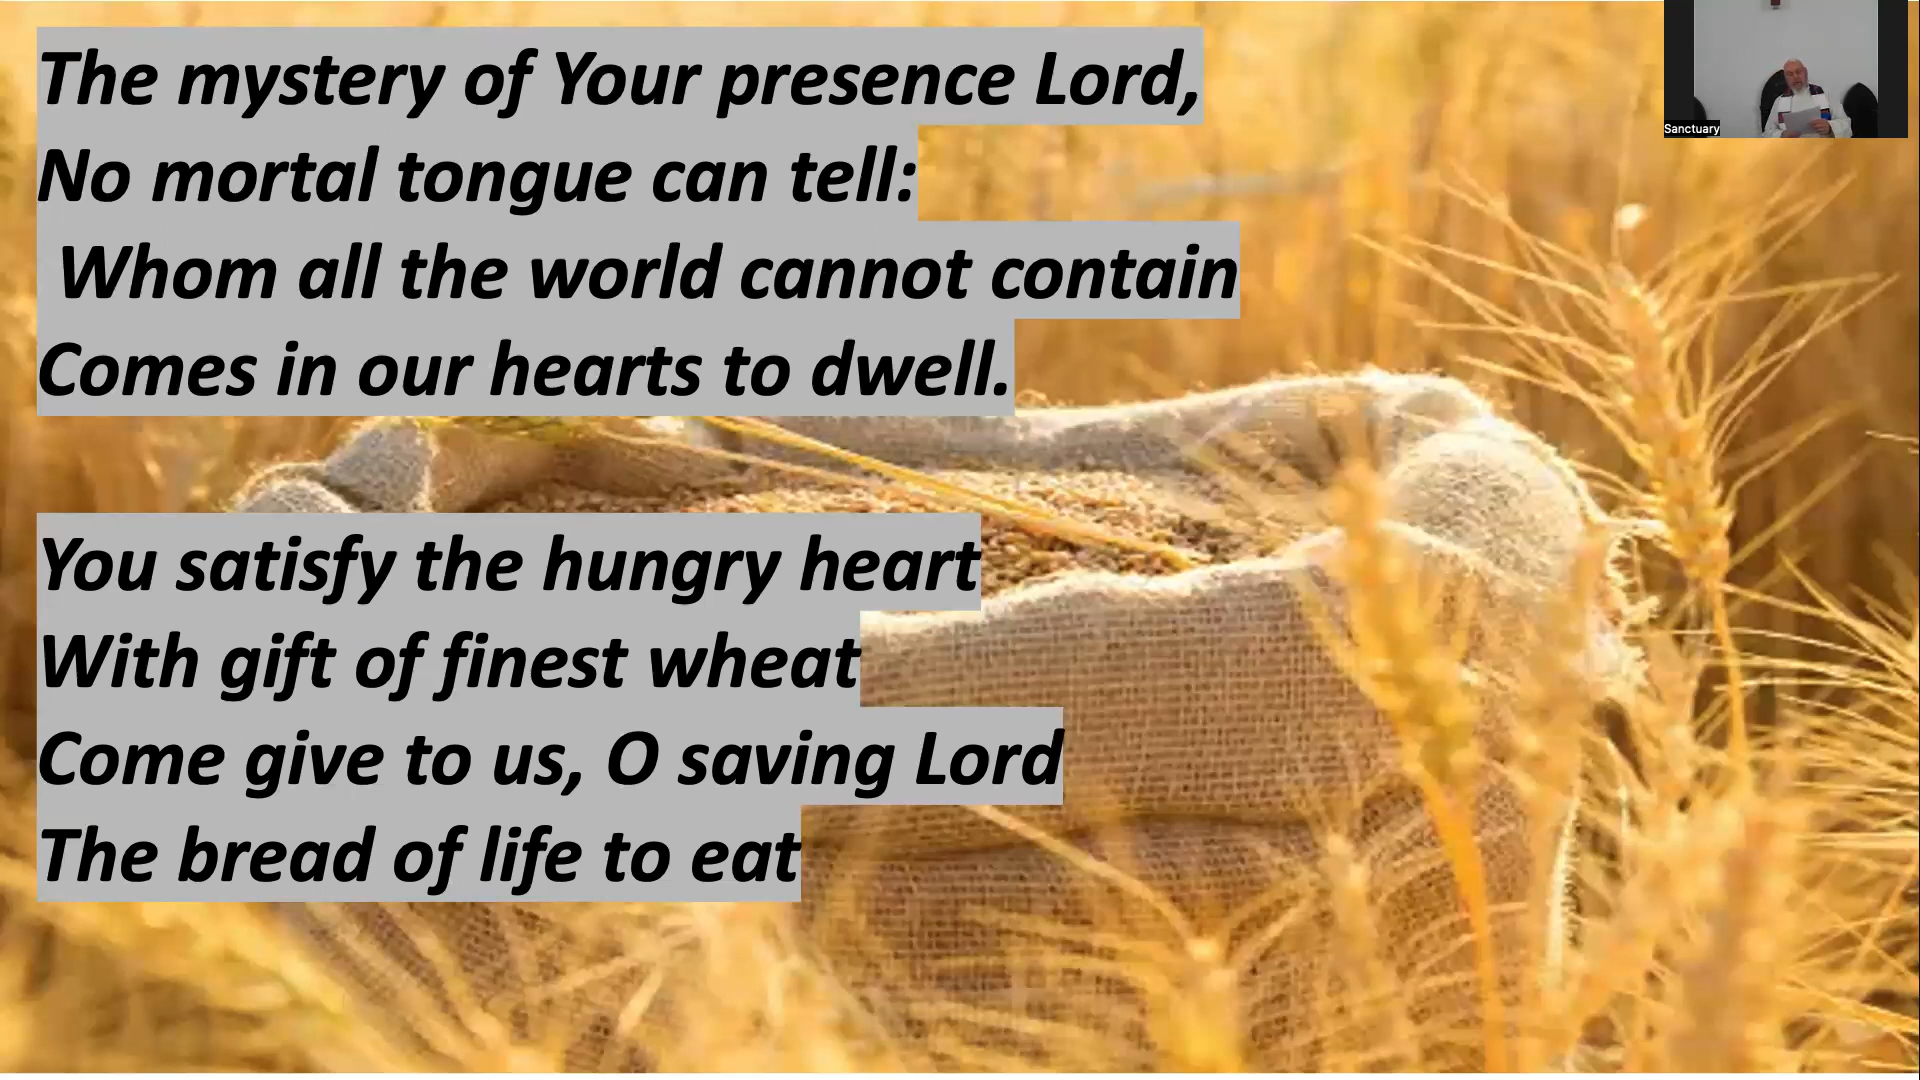 The mystery of Your presence Lord,
No mortal tongue can tell:
Whom all the world cannot contain
Comes in our hearts to dwell.
You satisfy the hungry heart
With gift of finest wheat
Come give to us, O saving Lord
The bread of life to eat
Sanctuary